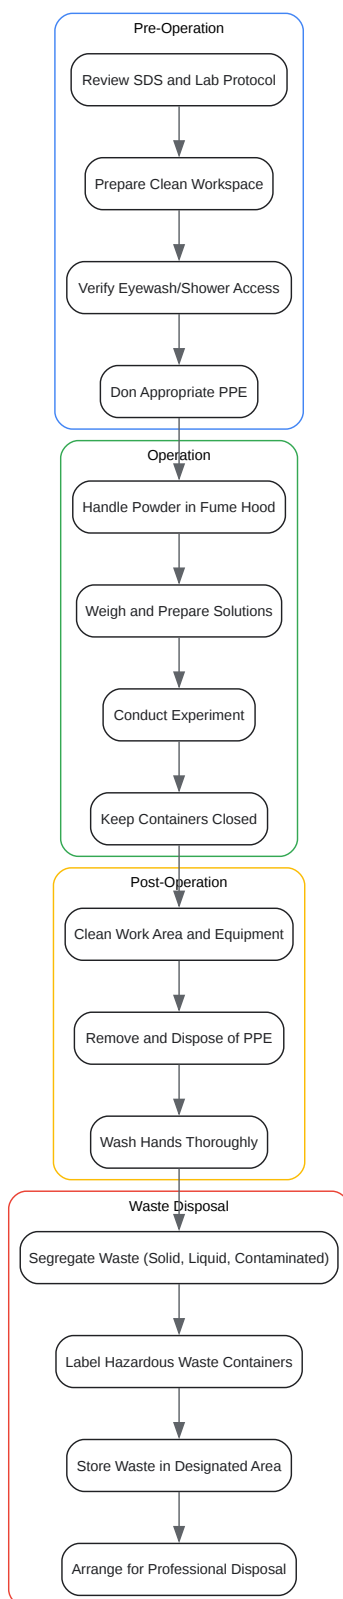 Pre-Operation
Review SDS and Lab Protocol
Prepare Clean Workspace
Verify Eyewash/Shower Access
Don Appropriate PPE
Operation
Handle Powder in Fume Hood
Weigh and Prepare Solutions
Conduct Experiment
Keep Containers Closed
Post-Operation
Clean Work Area and Equipment
Remove and Dispose of PPE
Wash Hands Thoroughly
Waste Disposal
Segregate Waste (Solid, Liquid, Contaminated)
Label Hazardous Waste Containers
Store Waste in Designated Area
Arrange for Professional Disposal